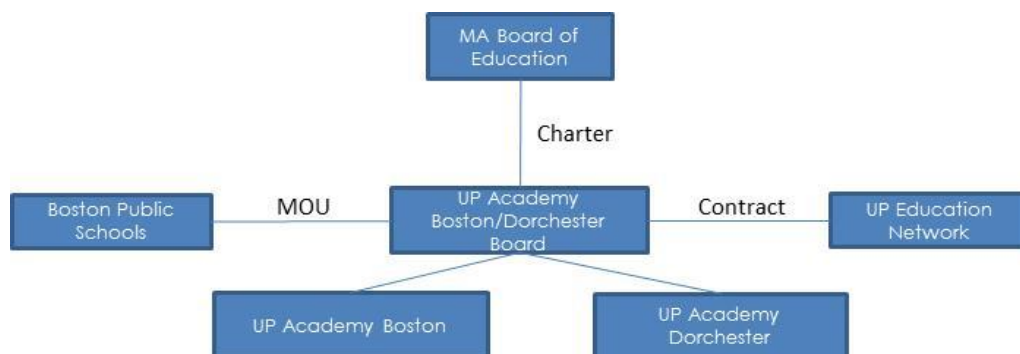 MA Board of
Education
Charter
Boston Public
Schools
MOU
UP Academy
Boston/Dorchester
Board
Contract
UP Education
Network
UP Academy Boston
UP Academy
Dorchester